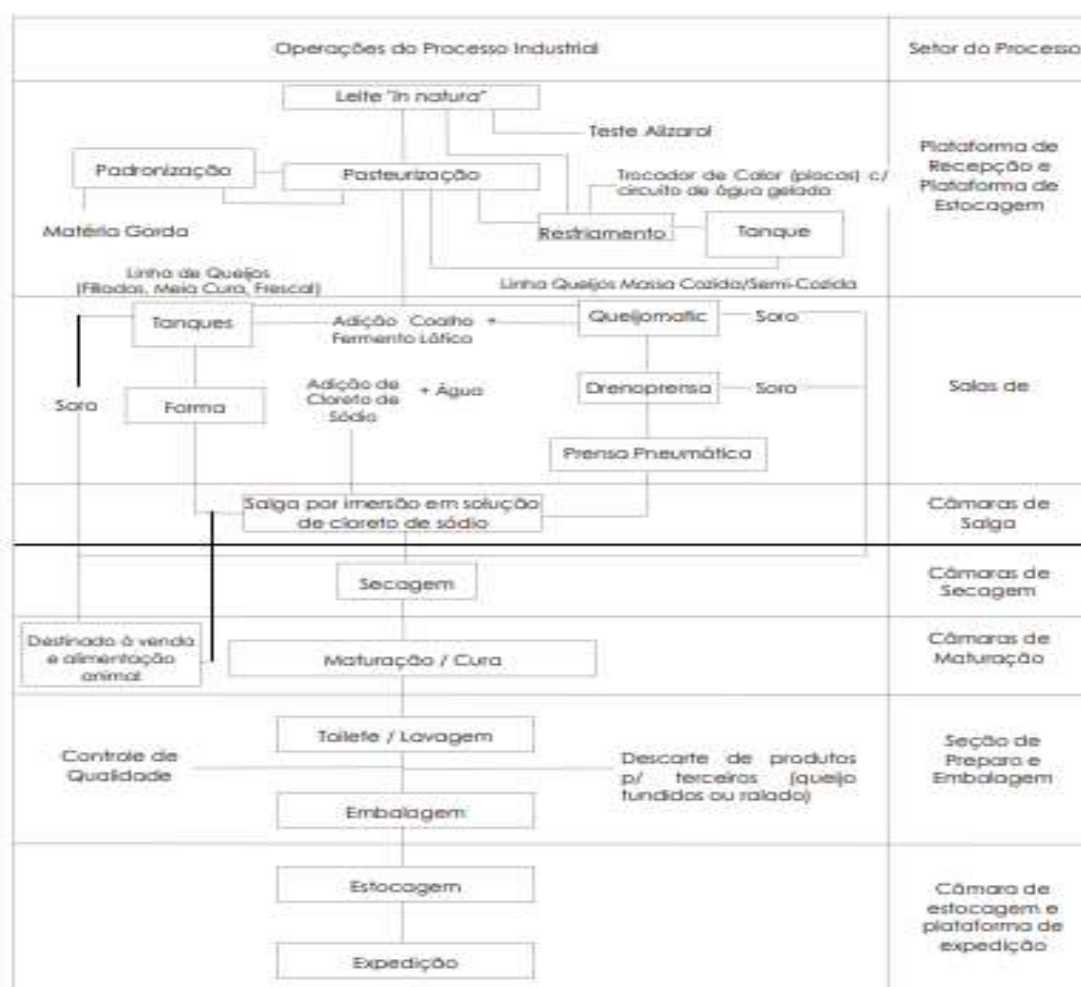 Operações do Processo Industrial
Setor do Processo
Leite "in natura"
Teste Alizarol
Plataforma de
Recepção e
Plataforma de
Estocagem
Padronização
Pasteurização
Trocador de Calor (placas) c/
circuito de água gelada
Matéria Gorda
Resfriamento
Tanque
Linha de Queijos
(Filiados, Meia Cura, Frescal)
Linha Queijos Massa Cozida/Semi-Cozida
Tanques
Adição Coalho +
Fermento Lático
Queijomatic
Soro
Soro
Forma
Adição de
Cloreto de
Sódio
+ Água
Drenoprensa
Soro
Salas de
Prensa Pneumática
Salga por imersão em solução
de cloreto de sódio
Câmaras de
Salga
Secagem
Câmaras de
Secagem
Destinado à venda
e alimentação
animal
Maturação / Cura
Câmaras de
Maturação
Toilete / Lavagem
Controle de
Qualidade
Descarte de produtos
p/ terceiros (queijo
fundidos ou ralado)
Seção de
Preparo e
Embalagem
Embalagem
Estocagem
Câmara de
estocagem e
plataforma de
expedição
Expedição